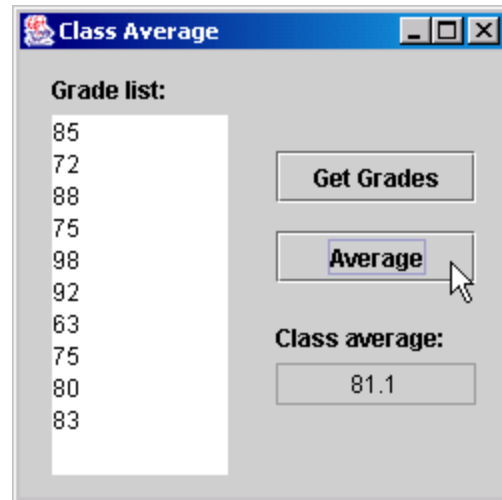 Class Average
Grade list:
85
72
88
75
98
92
63
75
80
83
Get Grades
Average
Class average:
81.1